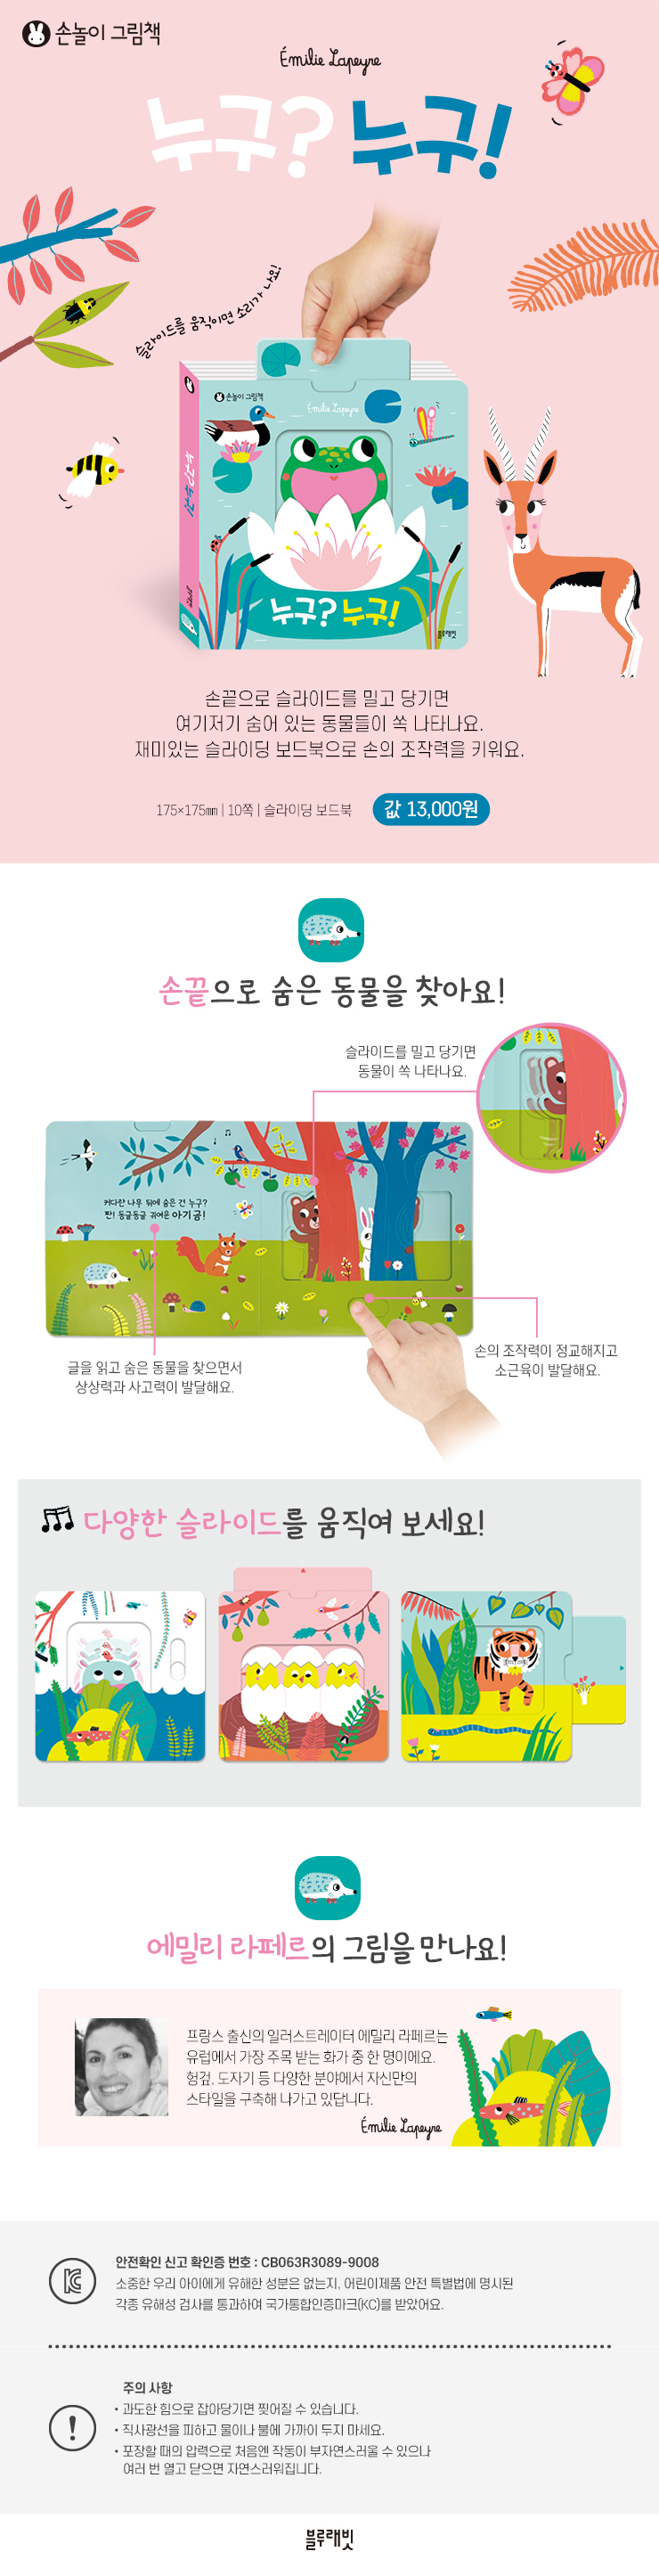 손놀이 그림책
Émilie Lapeyre
누구? 누구!
슬라이드를 움직이면 소리가 나요!
손놀이 그림책
Émilie Lapeyre
누구? 누구!
누구? 누구!
블루래빗
손끝으로 슬라이드를 밀고 당기면
여기저기 숨어 있는 동물들이 쏙 나타나요.
재미있는 슬라이딩 보드북으로 손의 조작력을 키워요.
175×175㎜ | 10쪽 | 슬라이딩 보드북 값 13,000원
손끝으로 숨은 동물을 찾아요!
슬라이드를 밀고 당기면
동물이 쏙 나타나요.
커다란 나무 뒤에 숨은 건 누구?
짠! 동글동글 귀여운 아기 곰!
손의 조작력이 정교해지고
소근육이 발달해요.
글을 읽고 숨은 동물을 찾으면서
상상력과 사고력이 발달해요.
다양한 슬라이드를 움직여 보세요!
에밀리 라페르의 그림을 만나요!
프랑스 출신의 일러스트레이터 에밀리 라페르는
유럽에서 가장 주목 받는 화가 중 한 명이에요.
헝겊, 도자기 등 다양한 분야에서 자신만의
스타일을 구축해 나가고 있답니다.
Émilie Lapeyre
안전확인 신고 확인증 번호 : CB063R3089-9008
소중한 우리 아이에게 유해한 성분은 없는지, 어린이제품 안전 특별법에 명시된
각종 유해성 검사를 통과하여 국가통합인증마크(KC)를 받았어요.
주의 사항
• 과도한 힘으로 잡아당기면 찢어질 수 있습니다.
• 직사광선을 피하고 물이나 불에 가까이 두지 마세요.
• 포장할 때의 압력으로 처음엔 작동이 부자연스러울 수 있으나
여러 번 열고 닫으면 자연스러워집니다.
블루래빗